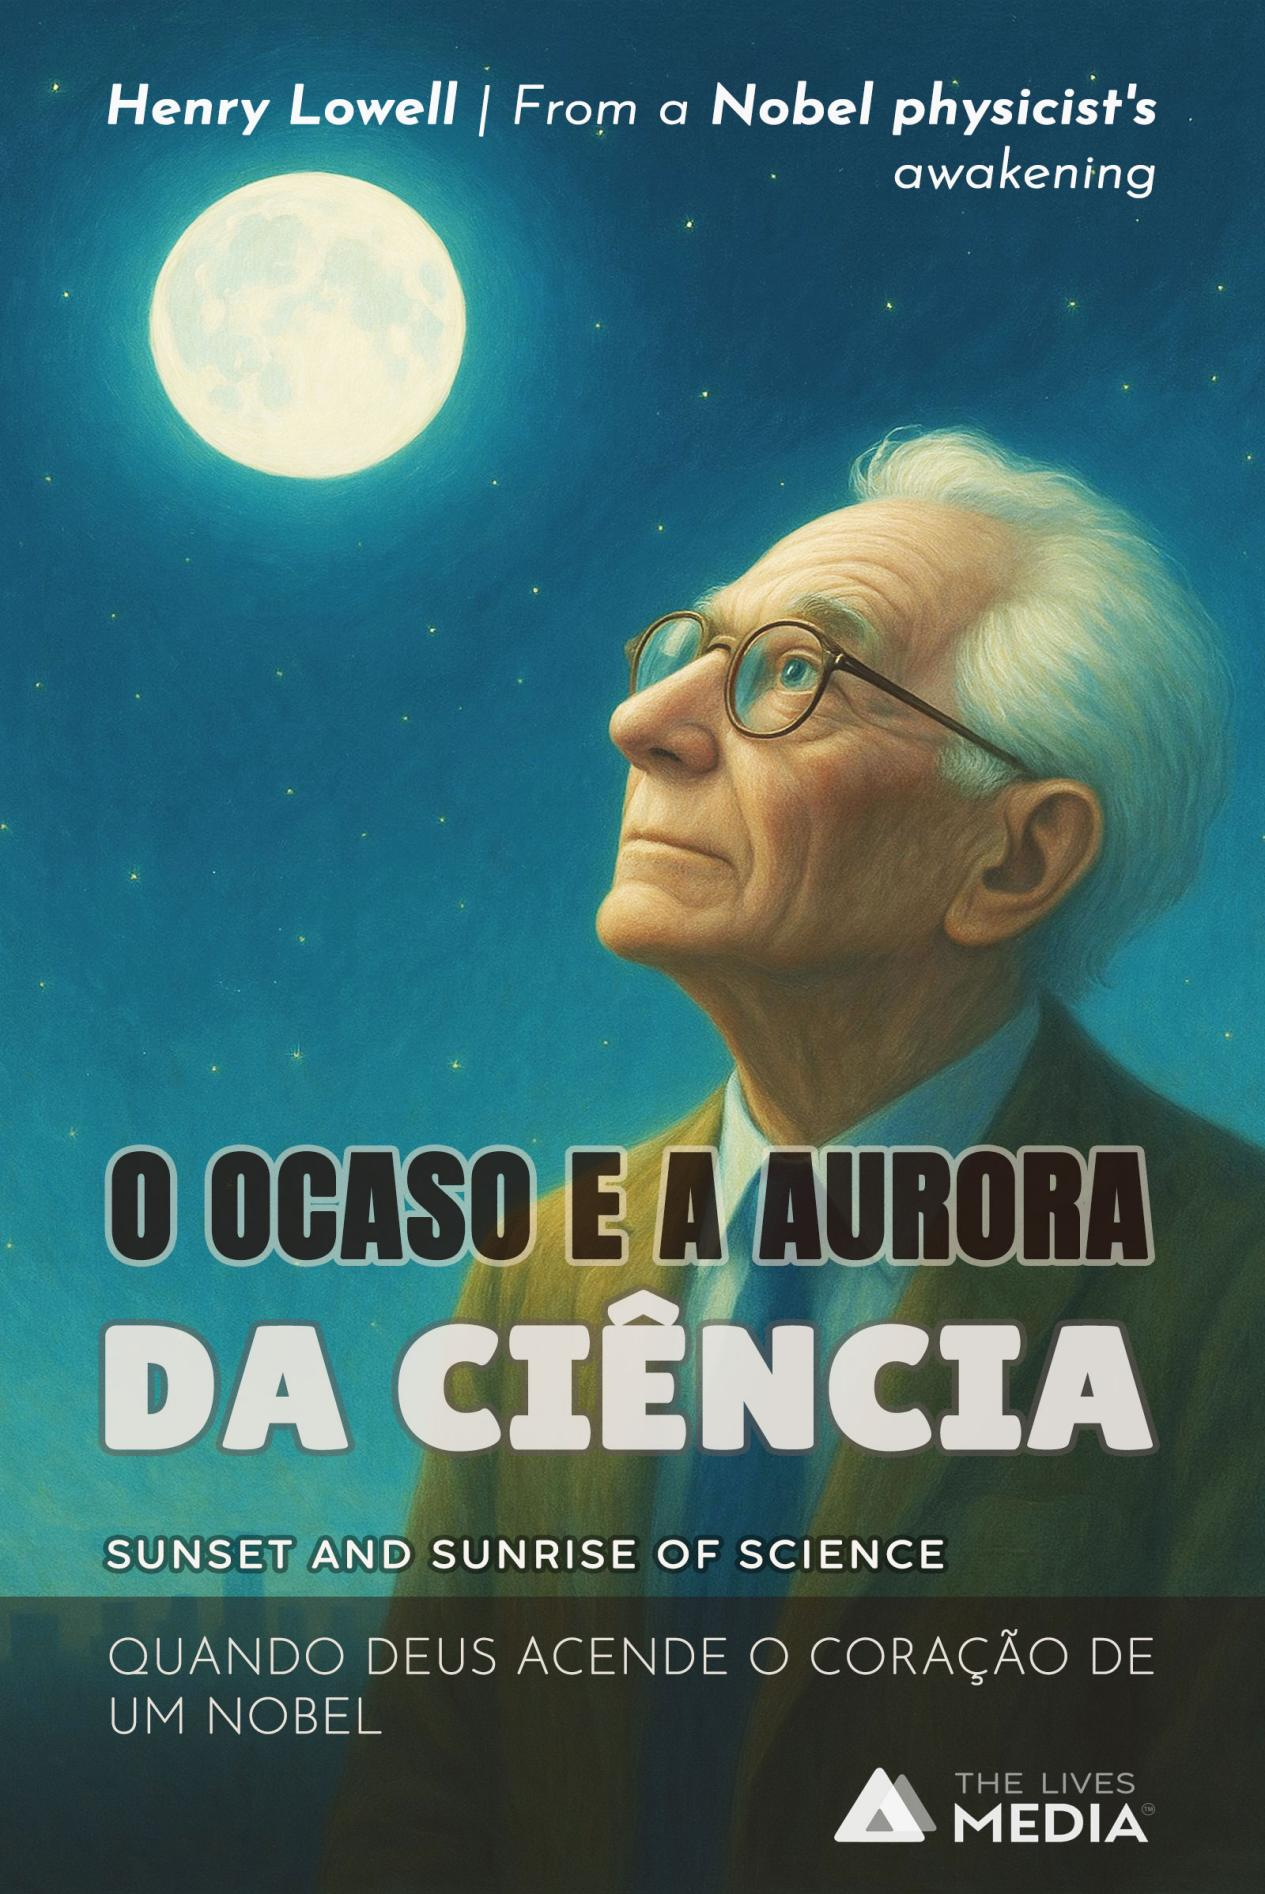 Henry Lowell | From a Nobel physicist's
awakening
O OCASO E A AURORA
DA CIÊNCIA
SUNSET AND SUNRISE OF SCIENCE
QUANDO DEUS ACENDE O CORAÇÃO DE
UM NOBEL
THE LIVES
MEDIA™